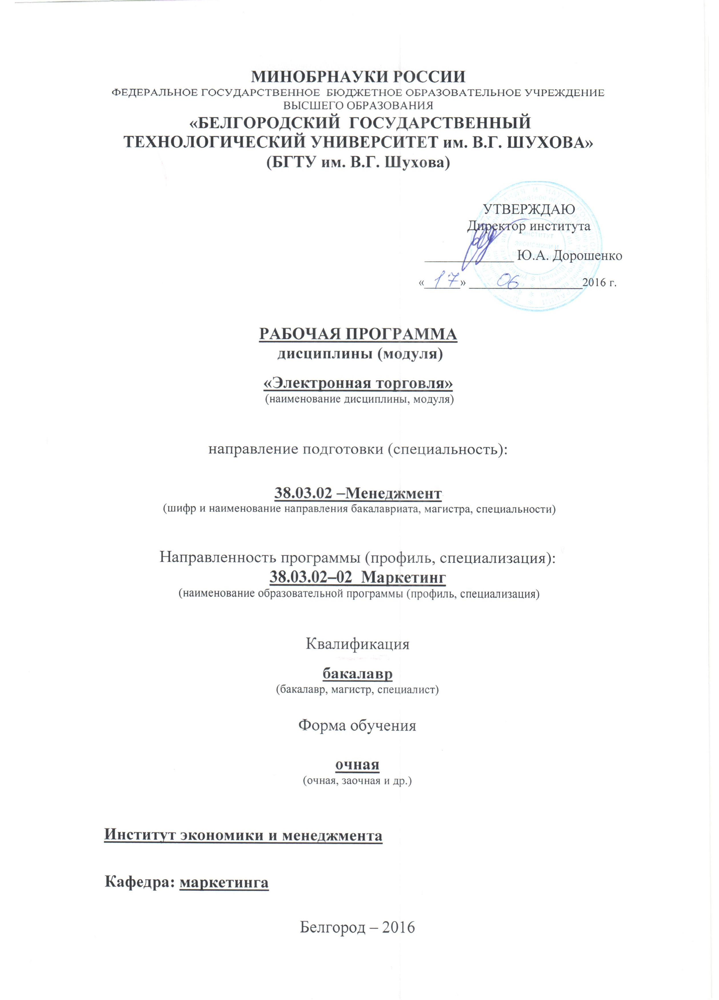 МИНОБРНАУКИ РОССИИ
ФЕДЕРАЛЬНОЕ ГОСУДАРСТВЕННОЕ БЮДЖЕТНОЕ ОБРАЗОВАТЕЛЬНОЕ УЧРЕЖДЕНИЕ
ВЫСШЕГО ОБРАЗОВАНИЯ
«БЕЛГОРОДСКИЙ ГОСУДАРСТВЕННЫЙ
ТЕХНОЛОГИЧЕСКИЙ УНИВЕРСИТЕТ им. В.Г. ШУХОВА»
(БГТУ им. В.Г. Шухова)
УТВЕРЖДАЮ
Директор института
ИНСТИТУТ
ЭКОНОМИКИ И
Ю.А. Дорошенко
«17» 06 2016 г.
РАБОЧАЯ ПРОГРАММА
дисциплины (модуля)
«Электронная торговля»
(наименование дисциплины, модуля)
направление подготовки (специальность):
38.03.02 –Менеджмент
(шифр и наименование направления бакалавриата, магистра, специальности)
Направленность программы (профиль, специализация):
38.03.02–02 Маркетинг
(наименование образовательной программы (профиль, специализация)
Квалификация
бакалавр
(бакалавр, магистр, специалист)
Форма обучения
очная
(очная, заочная и др.)
Институт экономики и менеджмента
Кафедра: маркетинга
Белгород – 2016